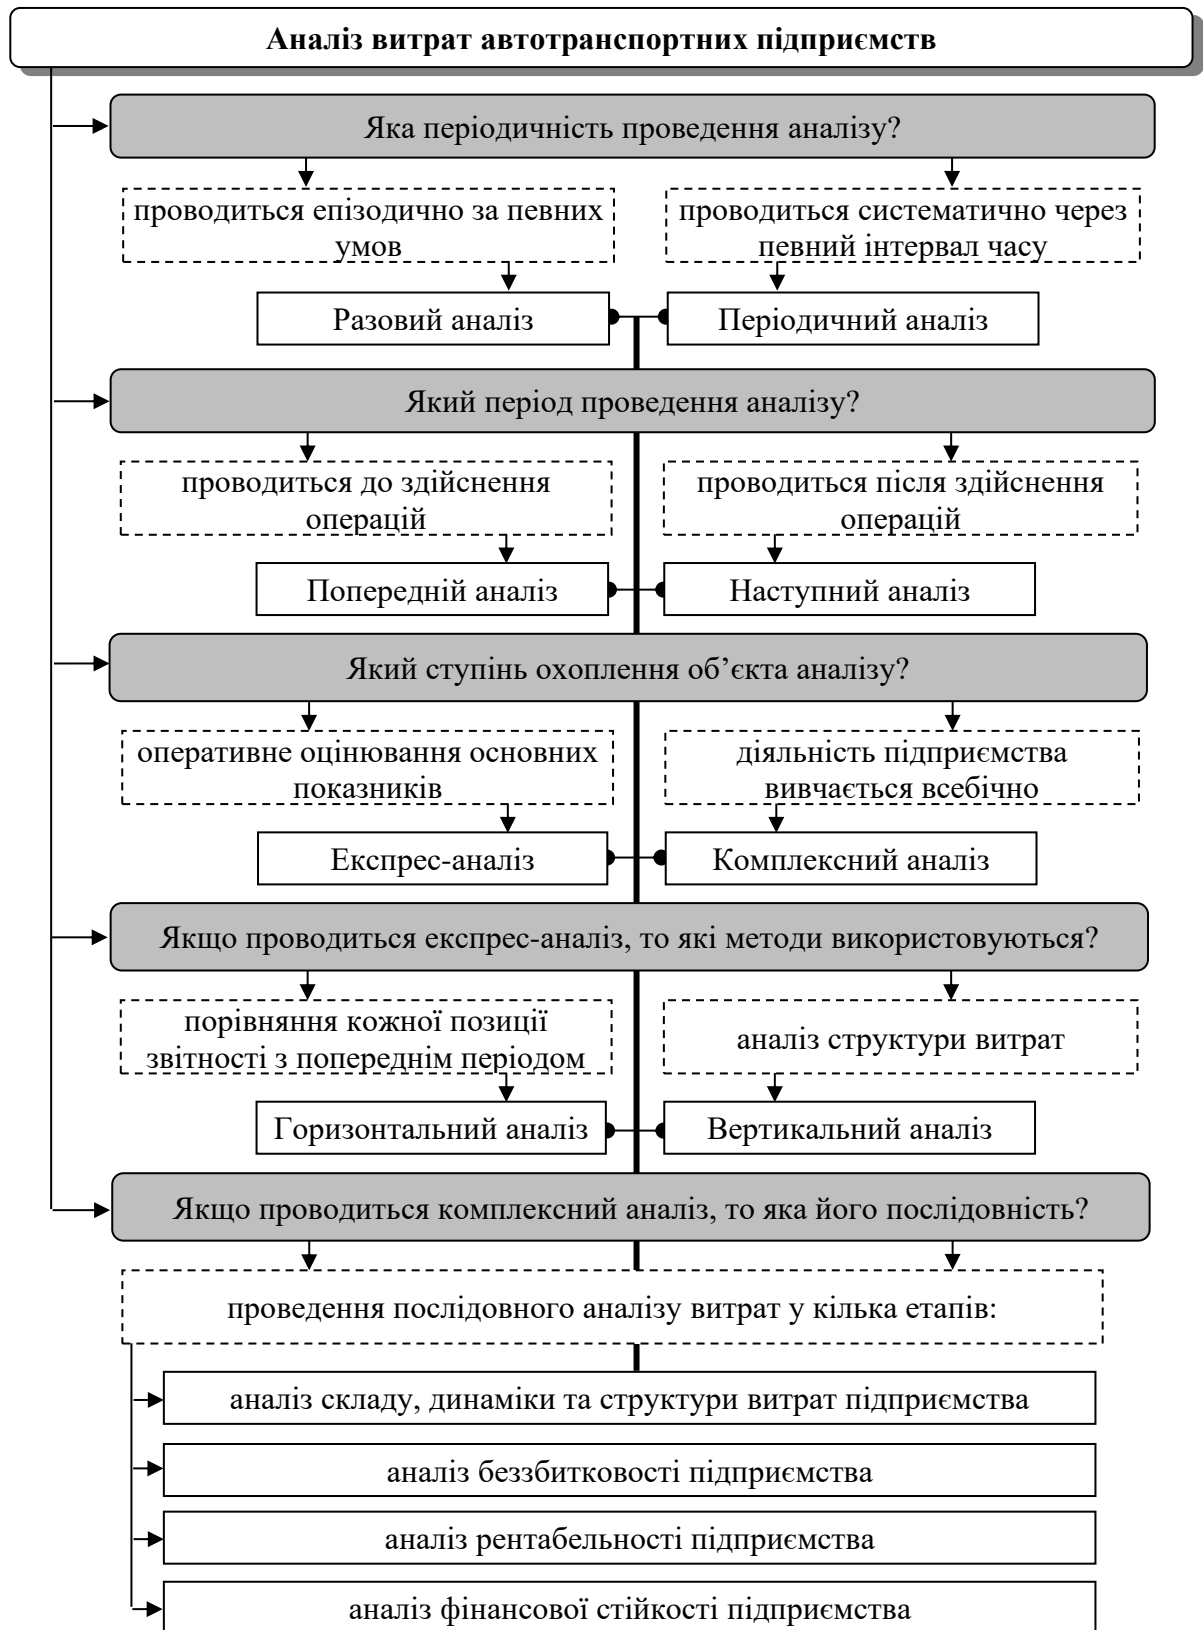 Аналіз витрат автотранспортних підприємств
Яка періодичність проведення аналізу?
проводиться епізодично за певних
умов
проводиться систематично через
певний інтервал часу
Разовий аналіз
Періодичний аналіз
Який період проведення аналізу?
проводиться до здійснення
операцій
проводиться після здійснення
операцій
Попередній аналіз
Наступний аналіз
Який ступінь охоплення об’єкта аналізу?
оперативне оцінювання основних
показників
діяльність підприємства
вивчається всебічно
Експрес-аналіз
Комплексний аналіз
Якщо проводиться експрес-аналіз, то які методи використовуються?
порівняння кожної позиції
звітності з попереднім періодом
аналіз структури витрат
Горизонтальний аналіз
Вертикальний аналіз
Якщо проводиться комплексний аналіз, то яка його послідовність?
проведення послідовного аналізу витрат у кілька етапів:
аналіз складу, динаміки та структури витрат підприємства
аналіз беззбитковості підприємства
аналіз рентабельності підприємства
аналіз фінансової стійкості підприємства